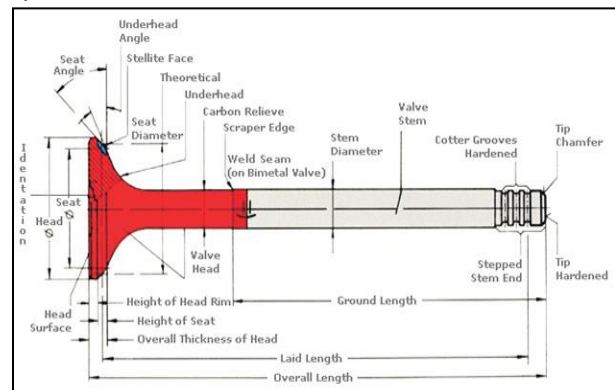 Underhead
Angle
Stellite Face
Seat
Angle
Theoretical
Underhead
Seat
Diameter
Carbon Relieve
Scraper Edge
Weld Seam
(on Bimetal Valve)
Stem
Diameter
Valve
Stem
Cotter Grooves
Hardened
Tip
Chamfer
Identation
Head Ø
Seat Ø
Valve
Head
Stepped
Stem End
Tip
Hardened
Head
Surface
Height of Head Rim
Ground Length
Height of Seat
Overall Thickness of Head
Laid Length
Overall Length